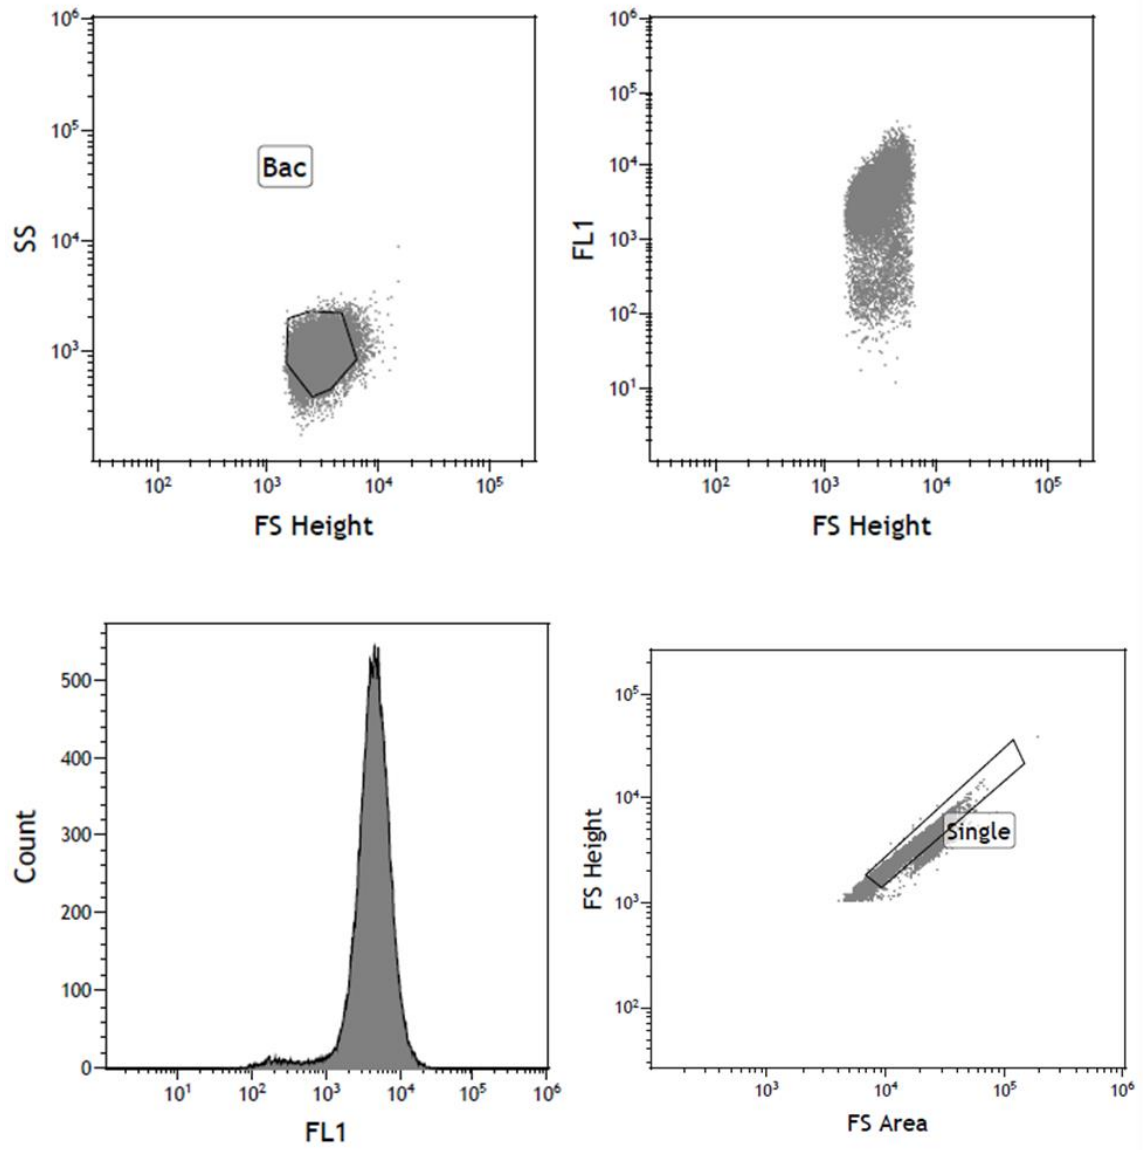 10⁶
10⁵
Bac
SS
10⁴
10³
10² 10³ 10⁴ 10⁵
FS Height
10⁶
10⁵
10⁴
FL1
10³
10²
10¹
10² 10³ 10⁴ 10⁵
FS Height
500
400
Count
300
200
100
0
10¹ 10² 10³ 10⁴ 10⁵ 10⁶
FL1
10⁵
10⁴
Single
FS Height
10³
10²
10³ 10⁴ 10⁵ 10⁶
FS Area